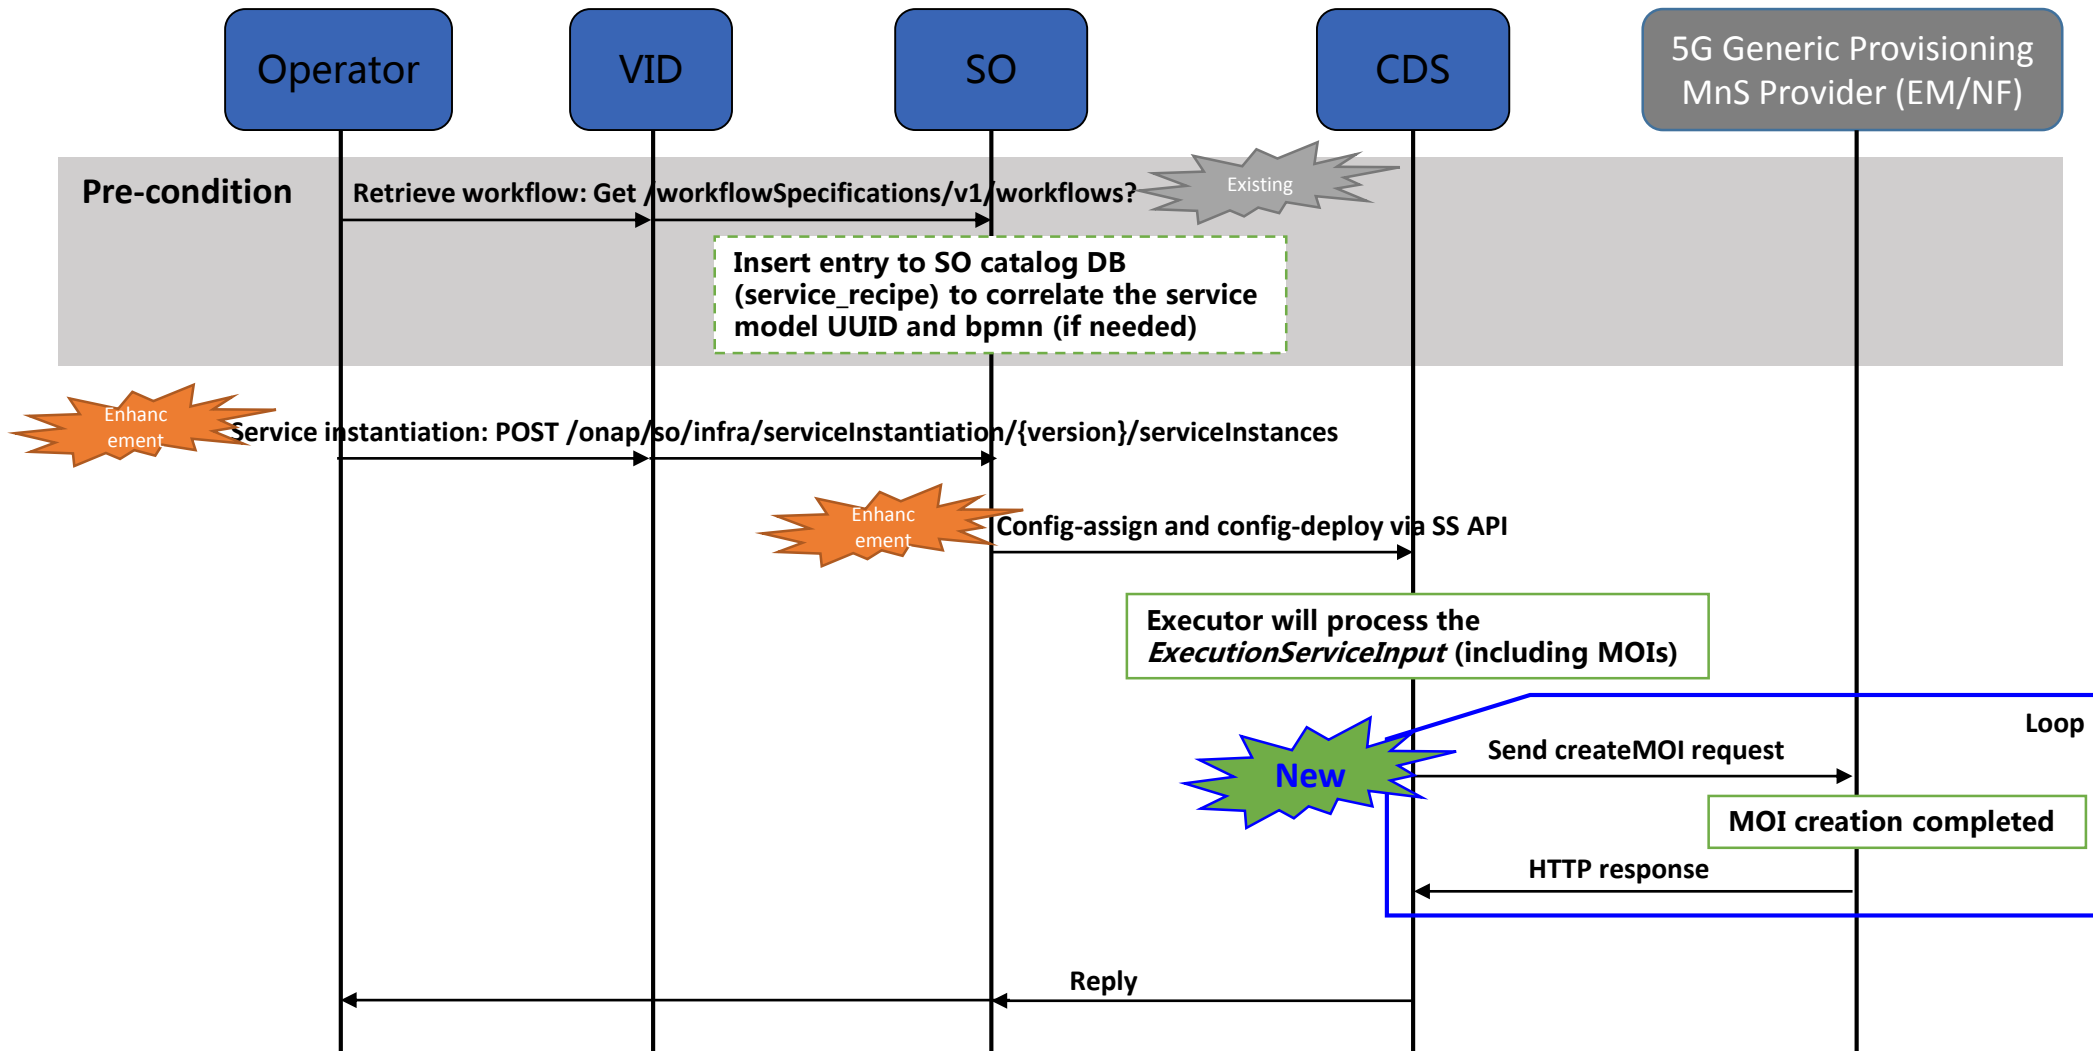 Operator
VID
SO
CDS
5G Generic Provisioning
MnS Provider (EM/NF)
Pre-condition
Retrieve workflow: Get /workflowSpecifications/v1/workflows?
Existing
Insert entry to SO catalog DB
(service_recipe) to correlate the service
model UUID and bpmn (if needed)
Enhanc
ement
Service instantiation: POST /onap/so/infra/serviceInstantiation/{version}/serviceInstances
Enhanc
ement
Config-assign and config-deploy via SS API
Executor will process the
ExecutionServiceInput (including MOIs)
Loop
New
Send createMOI request
MOI creation completed
HTTP response
Reply